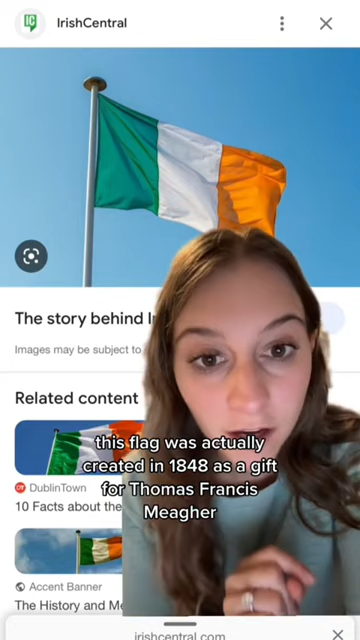 IC
IrishCentral
The story behind
Images may be subject to
Related content
this flag was actually
created in 1848 as a gift
for Thomas Francis
Meagher
DublinTown
10 Facts about the
Accent Banner
The History and
irishcentral.com